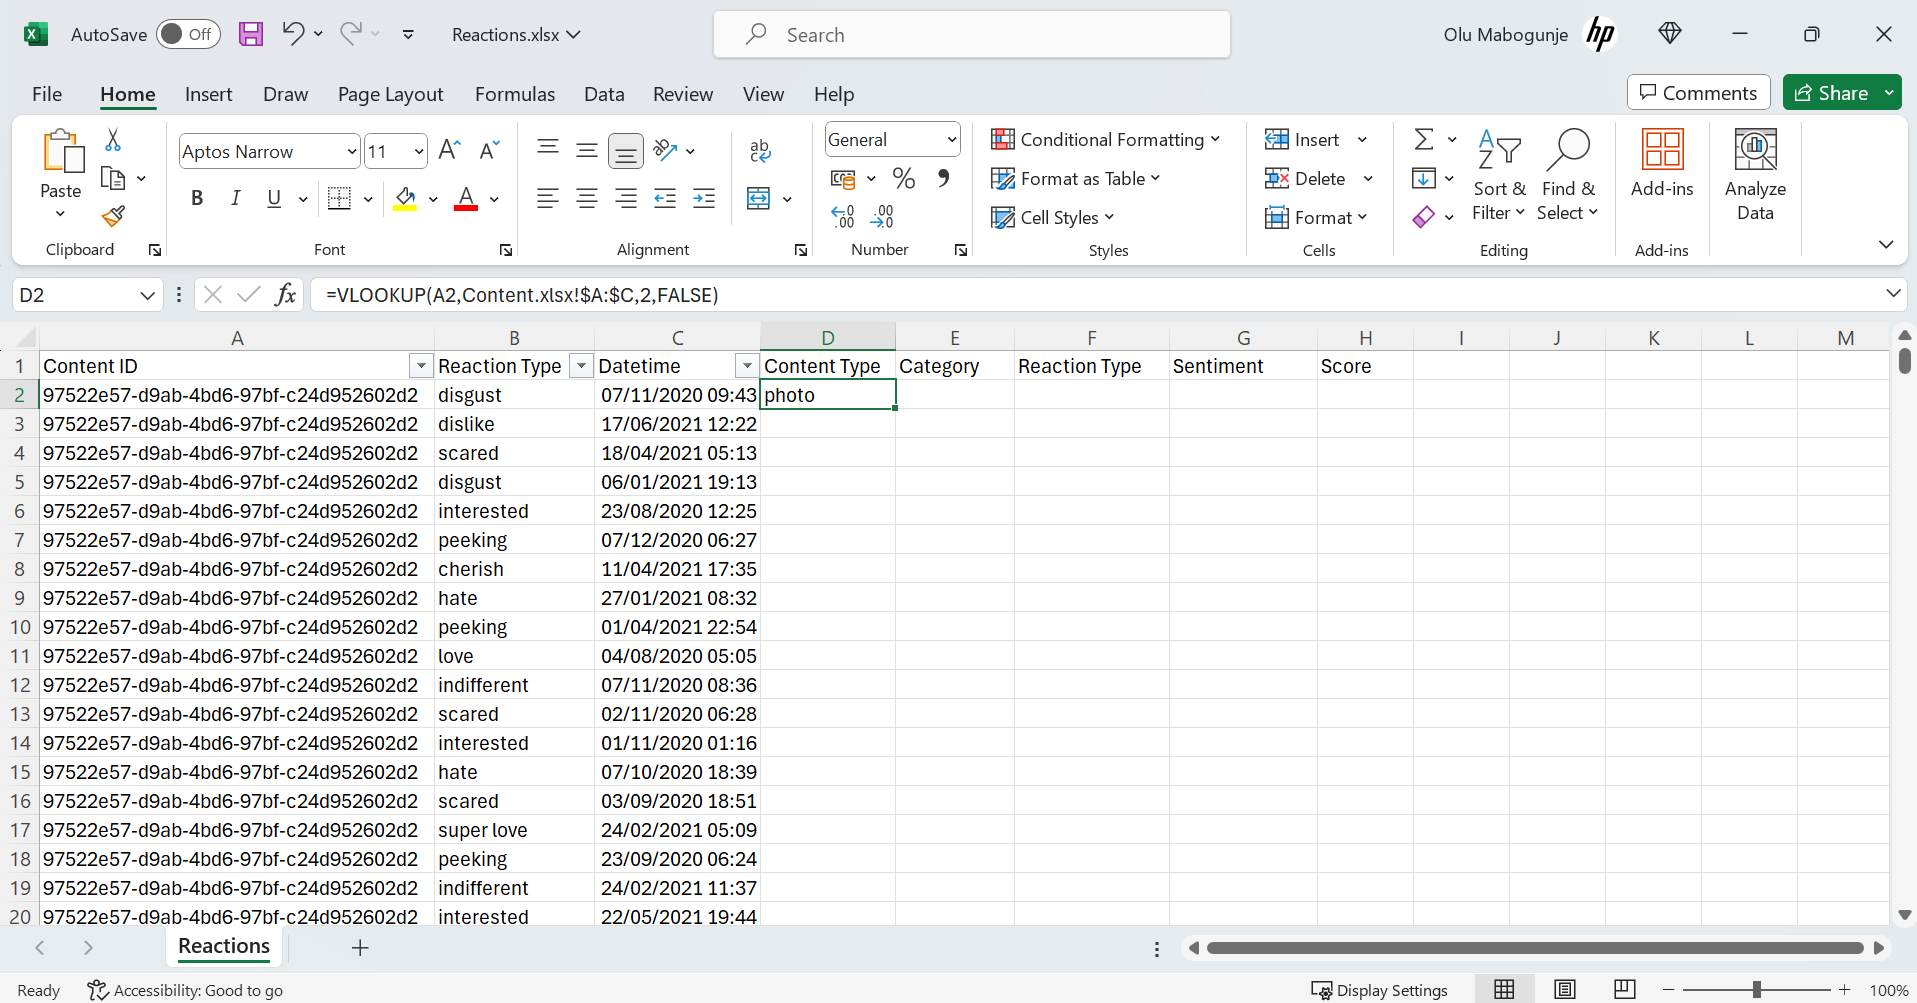 AutoSave Off Reactions.xlsx Search Olu Mabogunje hp
File Home Insert Draw Page Layout Formulas Data Review View Help Comments Share
Paste
Clipboard
Aptos Narrow 11
B I U
Font
ab
Alignment
General
Number
Conditional Formatting
Format as Table
Cell Styles
Styles
Insert
Delete
Format
Cells
Sort & Filter
Find & Select
Editing
Add-ins
Add-ins
Analyze Data
D2 fx =VLOOKUP(A2,Content.xlsx!$A:$C,2,FALSE)
A B C D E F G H I J K L M
1 Content ID Reaction Type Datetime Content Type Category Reaction Type Sentiment Score
2 97522e57-d9ab-4bd6-97bf-c24d952602d2 disgust 07/11/2020 09:43 photo
3 97522e57-d9ab-4bd6-97bf-c24d952602d2 dislike 17/06/2021 12:22
4 97522e57-d9ab-4bd6-97bf-c24d952602d2 scared 18/04/2021 05:13
5 97522e57-d9ab-4bd6-97bf-c24d952602d2 disgust 06/01/2021 19:13
6 97522e57-d9ab-4bd6-97bf-c24d952602d2 interested 23/08/2020 12:25
7 97522e57-d9ab-4bd6-97bf-c24d952602d2 peeking 07/12/2020 06:27
8 97522e57-d9ab-4bd6-97bf-c24d952602d2 cherish 11/04/2021 17:35
9 97522e57-d9ab-4bd6-97bf-c24d952602d2 hate 27/01/2021 08:32
10 97522e57-d9ab-4bd6-97bf-c24d952602d2 peeking 01/04/2021 22:54
11 97522e57-d9ab-4bd6-97bf-c24d952602d2 love 04/08/2020 05:05
12 97522e57-d9ab-4bd6-97bf-c24d952602d2 indifferent 07/11/2020 08:36
13 97522e57-d9ab-4bd6-97bf-c24d952602d2 scared 02/11/2020 06:28
14 97522e57-d9ab-4bd6-97bf-c24d952602d2 interested 01/11/2020 01:16
15 97522e57-d9ab-4bd6-97bf-c24d952602d2 hate 07/10/2020 18:39
16 97522e57-d9ab-4bd6-97bf-c24d952602d2 scared 03/09/2020 18:51
17 97522e57-d9ab-4bd6-97bf-c24d952602d2 super love 24/02/2021 05:09
18 97522e57-d9ab-4bd6-97bf-c24d952602d2 peeking 23/09/2020 06:24
19 97522e57-d9ab-4bd6-97bf-c24d952602d2 indifferent 24/02/2021 11:37
20 97522e57-d9ab-4bd6-97bf-c24d952602d2 interested 22/05/2021 19:44
Reactions
Ready Accessibility: Good to go Display Settings 100%